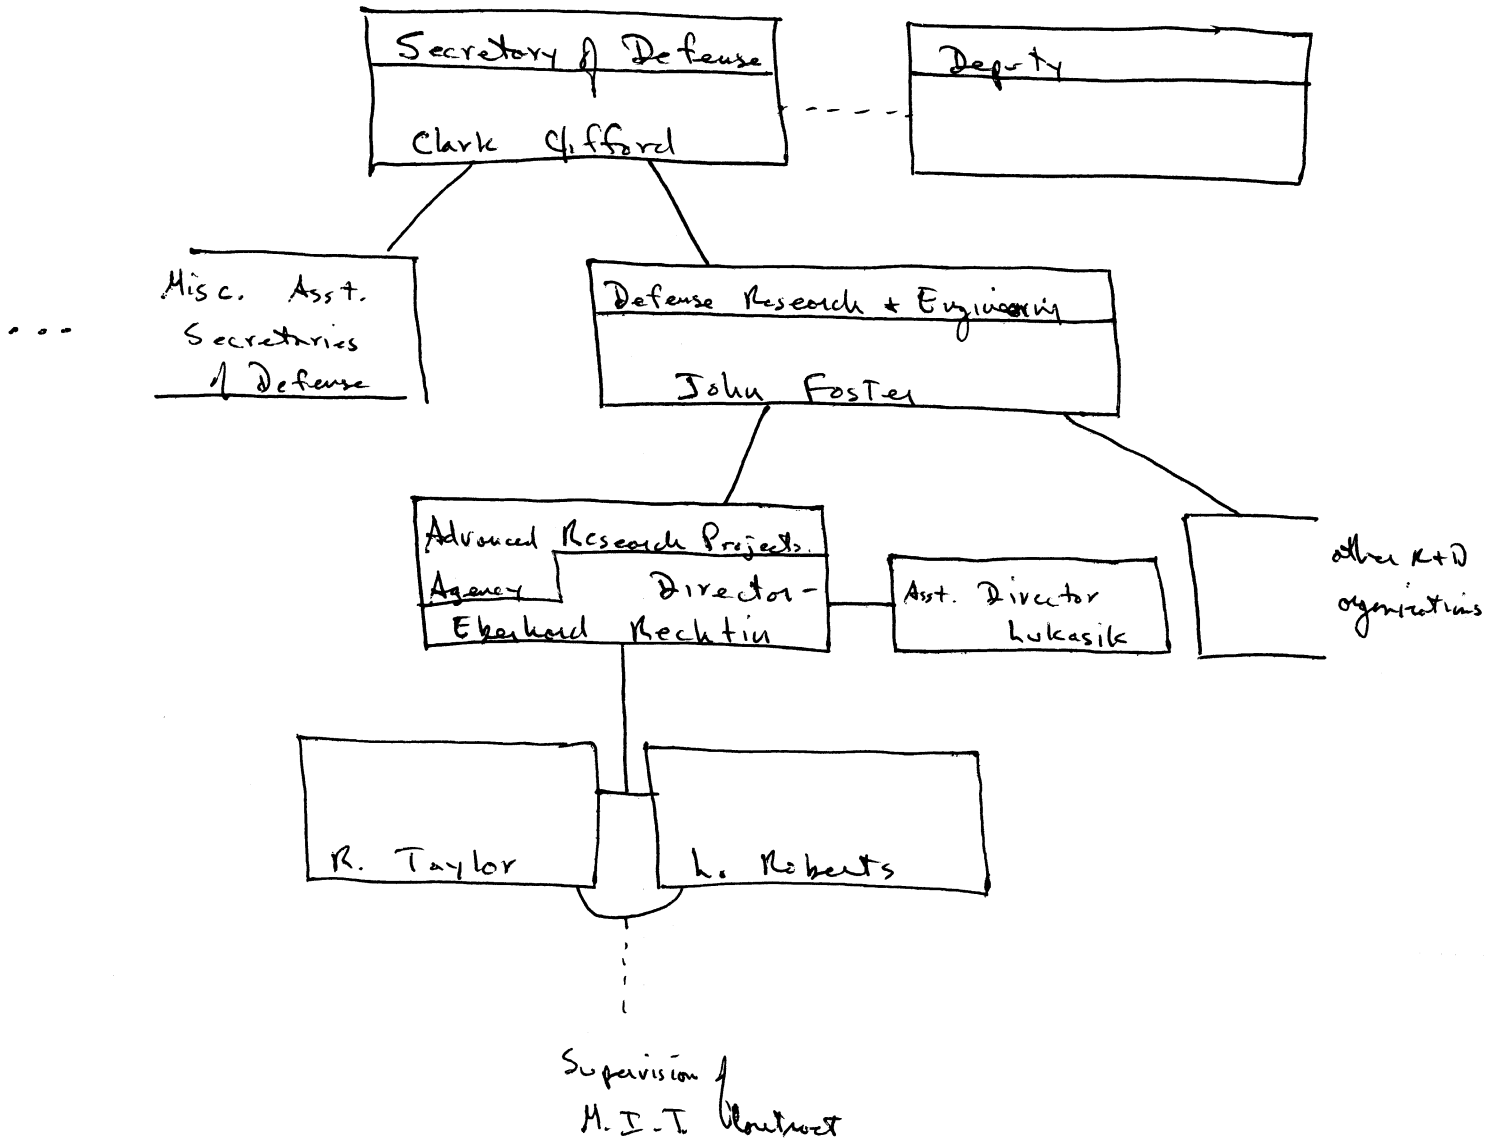 Secretary of Defense
Clark Clifford
Deputy
Misc. Asst.
Secretaries
of Defense
...
Defense Research + Engineering
John Foster
Advanced Research Projects
Agency
Director -
Eberhard Rechtin
Asst. Director
Lukasik
other R+D
organizations
R. Taylor
L. Roberts
Supervision of
M.I.T. Contract